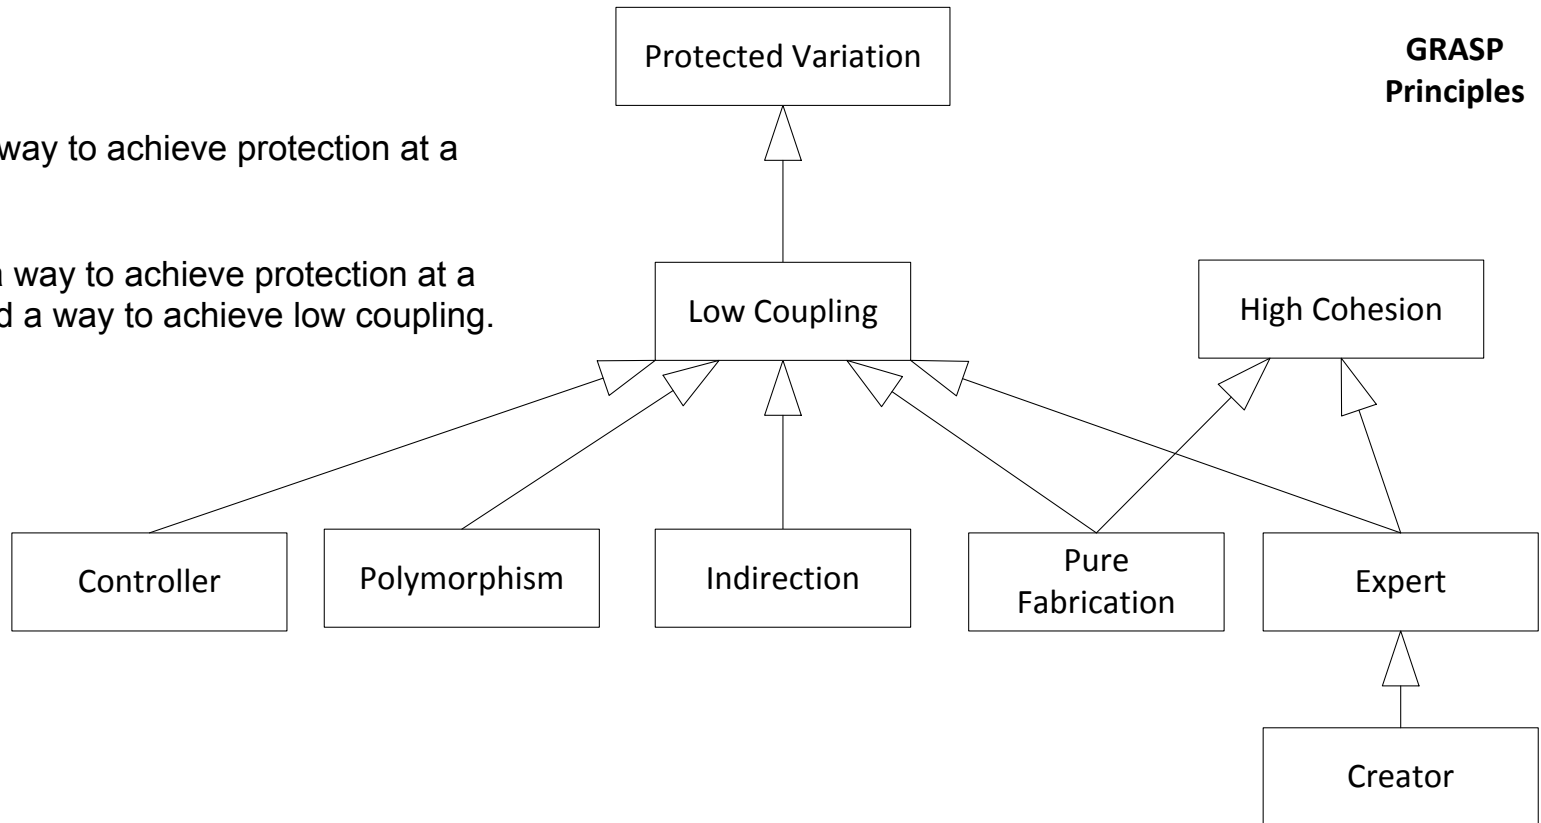 Protected Variation
GRASP
Principles
way to achieve protection at a
a way to achieve protection at a
d a way to achieve low coupling.
Low Coupling
High Cohesion
Controller
Polymorphism
Indirection
Pure
Fabrication
Expert
Creator